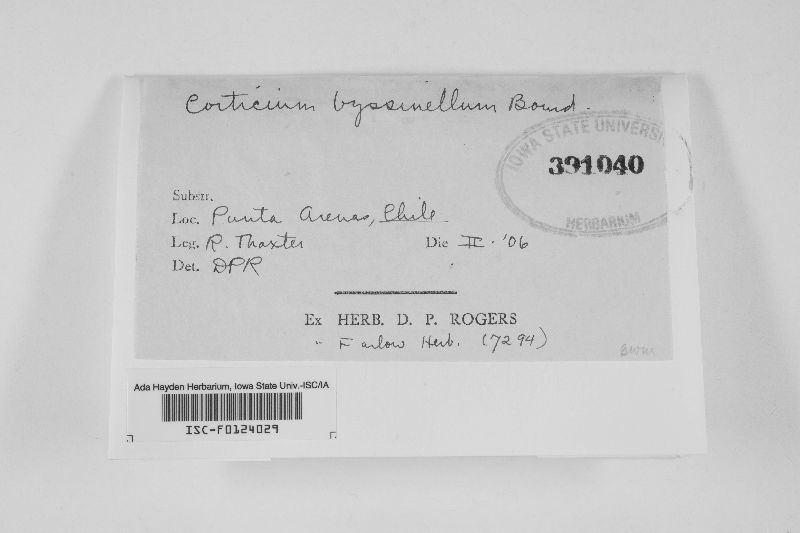 Corticium byssinellum Bourd.
IOWA STATE UNIVERSITY
391040
HERBARIUM
Substr.
Loc. Punta Arenas, Chile
Leg. R. Thaxter Die II. '06
Det. DPR
Ex HERB. D. P. ROGERS
" Farlow Herb. (7294)
Ada Hayden Herbarium, Iowa State Univ.-ISC/IA
ISC-F0124029